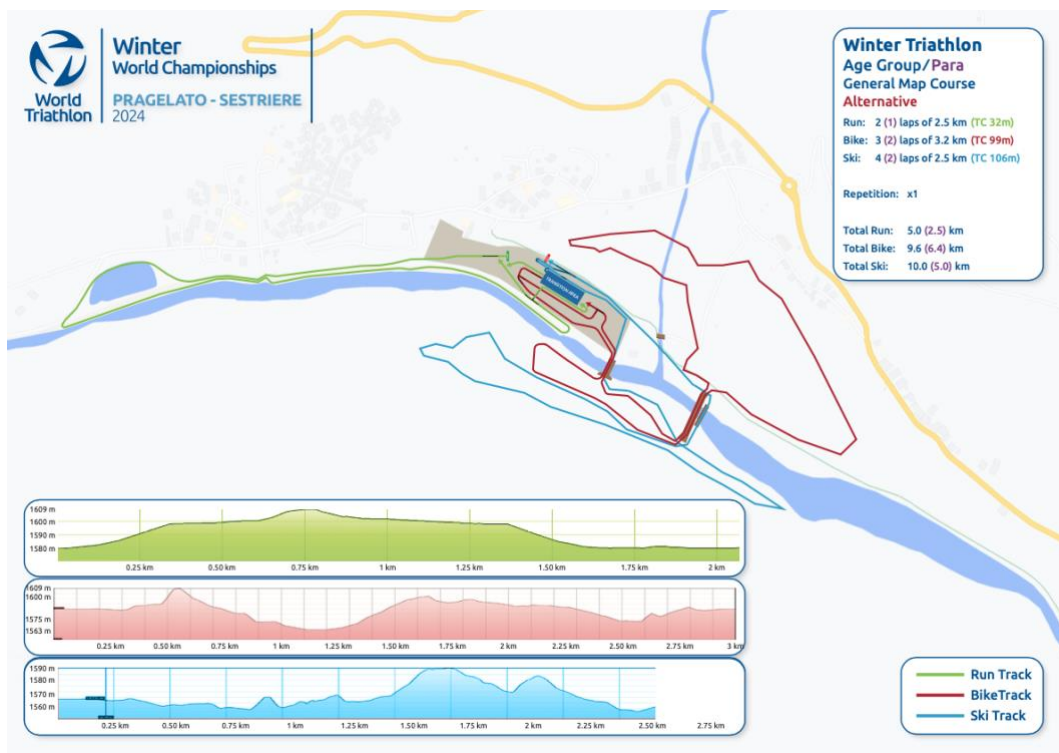 World
Triathlon
Winter
World Championships
PRAGELATO - SESTRIERE
2024
Winter Triathlon
Age Group/Para
General Map Course
Alternative
Run: 2 (1) laps of 2.5 km (TC 32m)
Bike: 3 (2) laps of 3.2 km (TC 99m)
Ski: 4 (2) laps of 2.5 km (TC 106m)
Repetition: x1
Total Run: 5.0 (2.5) km
Total Bike: 9.6 (6.4) km
Total Ski: 10.0 (5.0) km
TRANSITION AREA
1609 m
1600 m
1590 m
1580 m
0.25 km 0.50 km 0.75 km 1 km 1.25 km 1.50 km 1.75 km 2 km
1609 m
1600 m
1575 m
1563 m
0.25 km 0.50 km 0.75 km 1 km 1.25 km 1.50 km 1.75 km 2 km 2.25 km 2.50 km 2.75 km 3 km
1590 m
1580 m
1570 m
1560 m
0.25 km 0.50 km 0.75 km 1 km 1.25 km 1.50 km 1.75 km 2 km 2.25 km 2.50 km 2.75 km
Run Track
BikeTrack
Ski Track